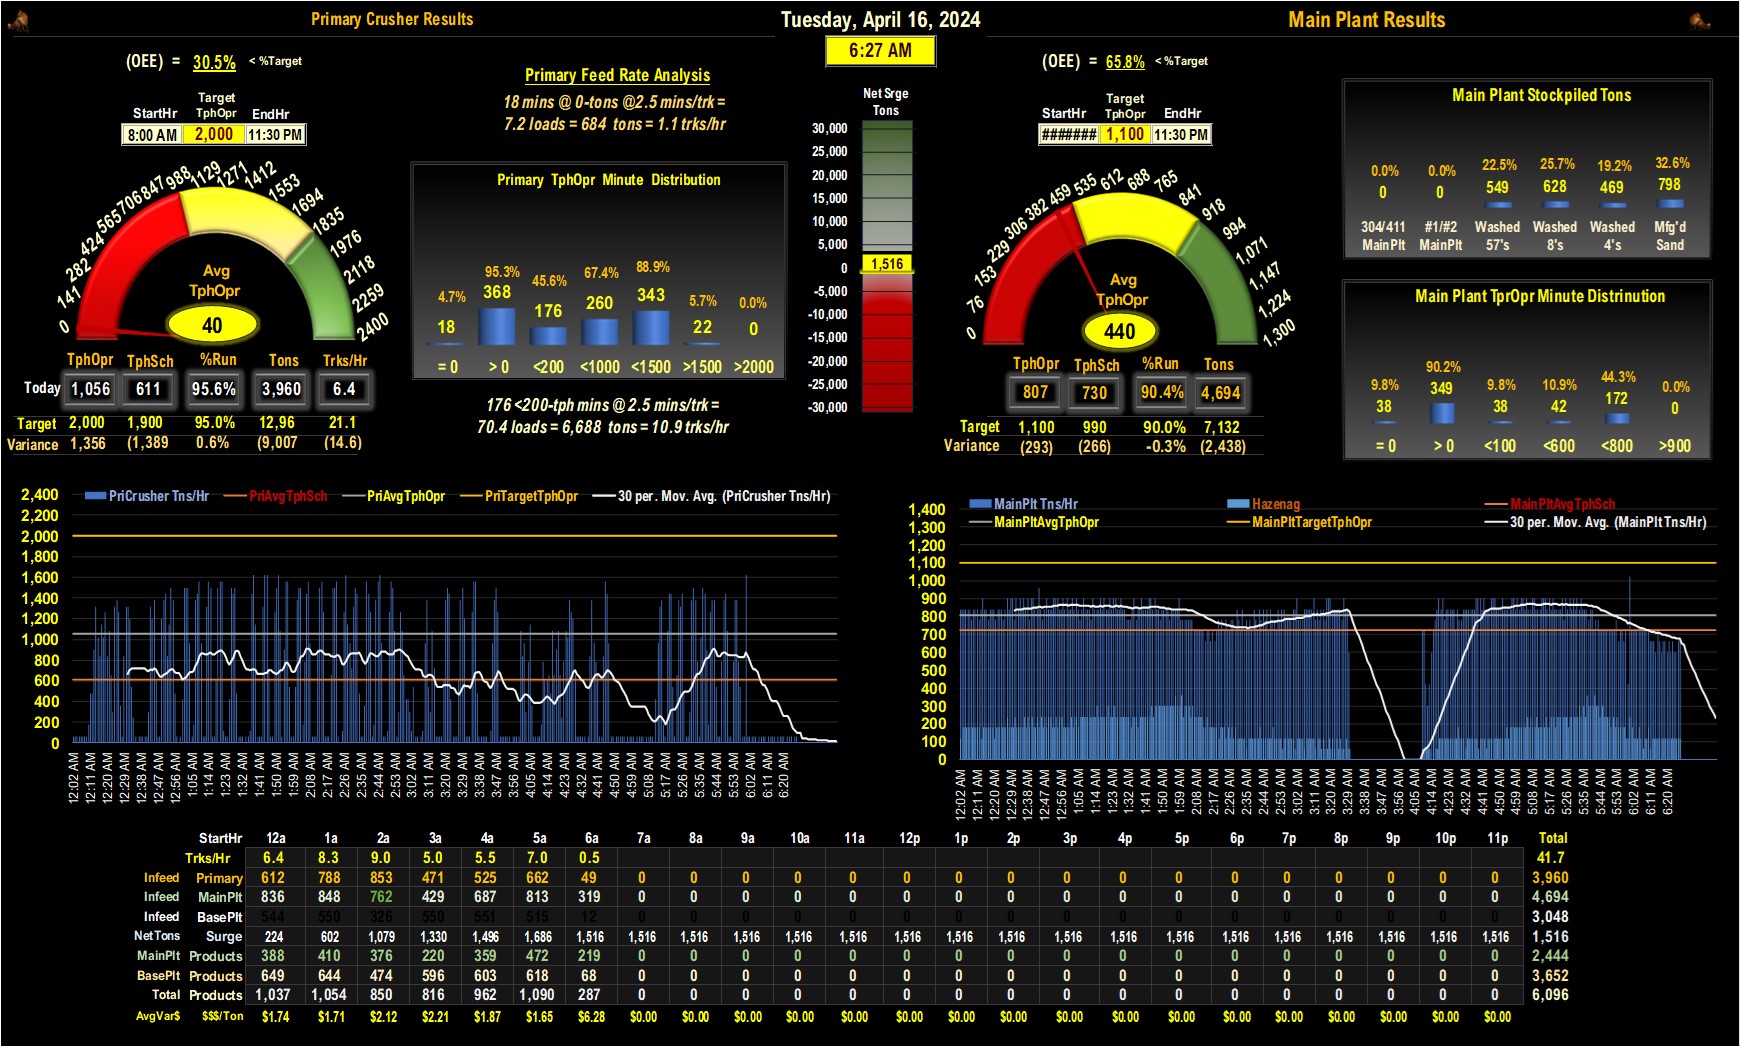 Primary Crusher Results
Tuesday, April 16, 2024
Main Plant Results
6:27 AM
(OEE) = 30.5% < %Target
Target
StartHr TphOpr EndHr
8:00 AM 2,000 11:30 PM
0 141 282 424 565 706 847 988 1129 1271 1412 1553 1694 1835 1976 2118 2259 2400
Avg
TphOpr
40
TphOpr TphSch %Run Tons Trks/Hr
Today 1,056 611 95.6% 3,960 6.4
Target 2,000 1,900 95.0% 12,96 21.1
Variance 1,356 (1,389 0.6% (9,007 (14.6)
Primary Feed Rate Analysis
18 mins @ 0-tons @2.5 mins/trk =
7.2 loads = 684 tons = 1.1 trks/hr
Primary TphOpr Minute Distribution
4.7% 95.3% 45.6% 67.4% 88.9% 5.7% 0.0%
18 368 176 260 343 22 0
= 0 > 0 <200 <1000 <1500 >1500 >2000
176 <200-tph mins @ 2.5 mins/trk =
70.4 loads = 6,688 tons = 10.9 trks/hr
Net Srge
Tons
30,000
25,000
20,000
15,000
10,000
5,000
0
1,516
-5,000
-10,000
-15,000
-20,000
-25,000
-30,000
(OEE) = 65.8% < %Target
Target
StartHr TphOpr EndHr
####### 1,100 11:30 PM
0 76 153 229 306 382 459 535 612 688 765 841 918 994 1,071 1,147 1,224 1,300
Avg
TphOpr
440
TphOpr TphSch %Run Tons
807 730 90.4% 4,694
Target 1,100 990 90.0% 7,132
Variance (293) (266) -0.3% (2,438)
Main Plant Stockpiled Tons
0.0% 0.0% 22.5% 25.7% 19.2% 32.6%
0 0 549 628 469 798
304/411 #1/#2 Washed Washed Washed Mfg'd
MainPlt MainPlt 57's 8's 4's Sand
Main Plant TprOpr Minute Distrinution
9.8% 90.2% 9.8% 10.9% 44.3% 0.0%
38 349 38 42 172 0
= 0 > 0 <100 <600 <800 >900
PriCrusher Tns/Hr PriAvgTphSch PriAvgTphOpr PriTargetTphOpr 30 per. Mov. Avg. (PriCrusher Tns/Hr)
2,400
2,200
2,000
1,800
1,600
1,400
1,200
1,000
800
600
400
200
0
12:02 AM 12:11 AM 12:20 AM 12:29 AM 12:38 AM 12:47 AM 12:56 AM 1:05 AM 1:14 AM 1:23 AM 1:32 AM 1:41 AM 1:50 AM 1:59 AM 2:08 AM 2:17 AM 2:26 AM 2:35 AM 2:44 AM 2:53 AM 3:02 AM 3:11 AM 3:20 AM 3:29 AM 3:38 AM 3:47 AM 3:56 AM 4:05 AM 4:14 AM 4:23 AM 4:32 AM 4:41 AM 4:50 AM 4:59 AM 5:08 AM 5:17 AM 5:26 AM 5:35 AM 5:44 AM 5:53 AM 6:02 AM 6:11 AM 6:20 AM
MainPlt Tns/Hr Hazenag MainPltAvgTphSch
MainPltAvgTphOpr MainPltTargetTphOpr 30 per. Mov. Avg. (MainPlt Tns/Hr)
1,400
1,300
1,200
1,100
1,000
900
800
700
600
500
400
300
200
100
0
12:02 AM 12:11 AM 12:20 AM 12:29 AM 12:38 AM 12:47 AM 12:56 AM 1:05 AM 1:14 AM 1:23 AM 1:32 AM 1:41 AM 1:50 AM 1:59 AM 2:08 AM 2:17 AM 2:26 AM 2:35 AM 2:44 AM 2:53 AM 3:02 AM 3:11 AM 3:20 AM 3:29 AM 3:38 AM 3:47 AM 3:56 AM 4:05 AM 4:14 AM 4:23 AM 4:32 AM 4:41 AM 4:50 AM 4:59 AM 5:08 AM 5:17 AM 5:26 AM 5:35 AM 5:44 AM 5:53 AM 6:02 AM 6:11 AM 6:20 AM
StartHr 12a 1a 2a 3a 4a 5a 6a 7a 8a 9a 10a 11a 12p 1p 2p 3p 4p 5p 6p 7p 8p 9p 10p 11p Total
Trks/Hr 6.4 8.3 9.0 5.0 5.5 7.0 0.5 41.7
Infeed Primary 612 788 853 471 525 662 49 0 0 0 0 0 0 0 0 0 0 0 0 0 0 0 0 0 3,960
Infeed MainPlt 836 848 762 429 687 813 319 0 0 0 0 0 0 0 0 0 0 0 0 0 0 0 0 0 4,694
Infeed BasePlt 544 550 326 550 551 515 12 0 0 0 0 0 0 0 0 0 0 0 0 0 0 0 0 0 3,048
NetTons Surge 224 602 1,079 1,330 1,496 1,686 1,516 1,516 1,516 1,516 1,516 1,516 1,516 1,516 1,516 1,516 1,516 1,516 1,516 1,516 1,516 1,516 1,516 1,516 1,516
MainPlt Products 388 410 376 220 359 472 219 0 0 0 0 0 0 0 0 0 0 0 0 0 0 0 0 0 2,444
BasePlt Products 649 644 474 596 603 618 68 0 0 0 0 0 0 0 0 0 0 0 0 0 0 0 0 0 3,652
Total Products 1,037 1,054 850 816 962 1,090 287 0 0 0 0 0 0 0 0 0 0 0 0 0 0 0 0 0 6,096
AvgVar$ $$$/Ton $1.74 $1.71 $2.12 $2.21 $1.87 $1.65 $6.28 $0.00 $0.00 $0.00 $0.00 $0.00 $0.00 $0.00 $0.00 $0.00 $0.00 $0.00 $0.00 $0.00 $0.00 $0.00 $0.00 $0.00